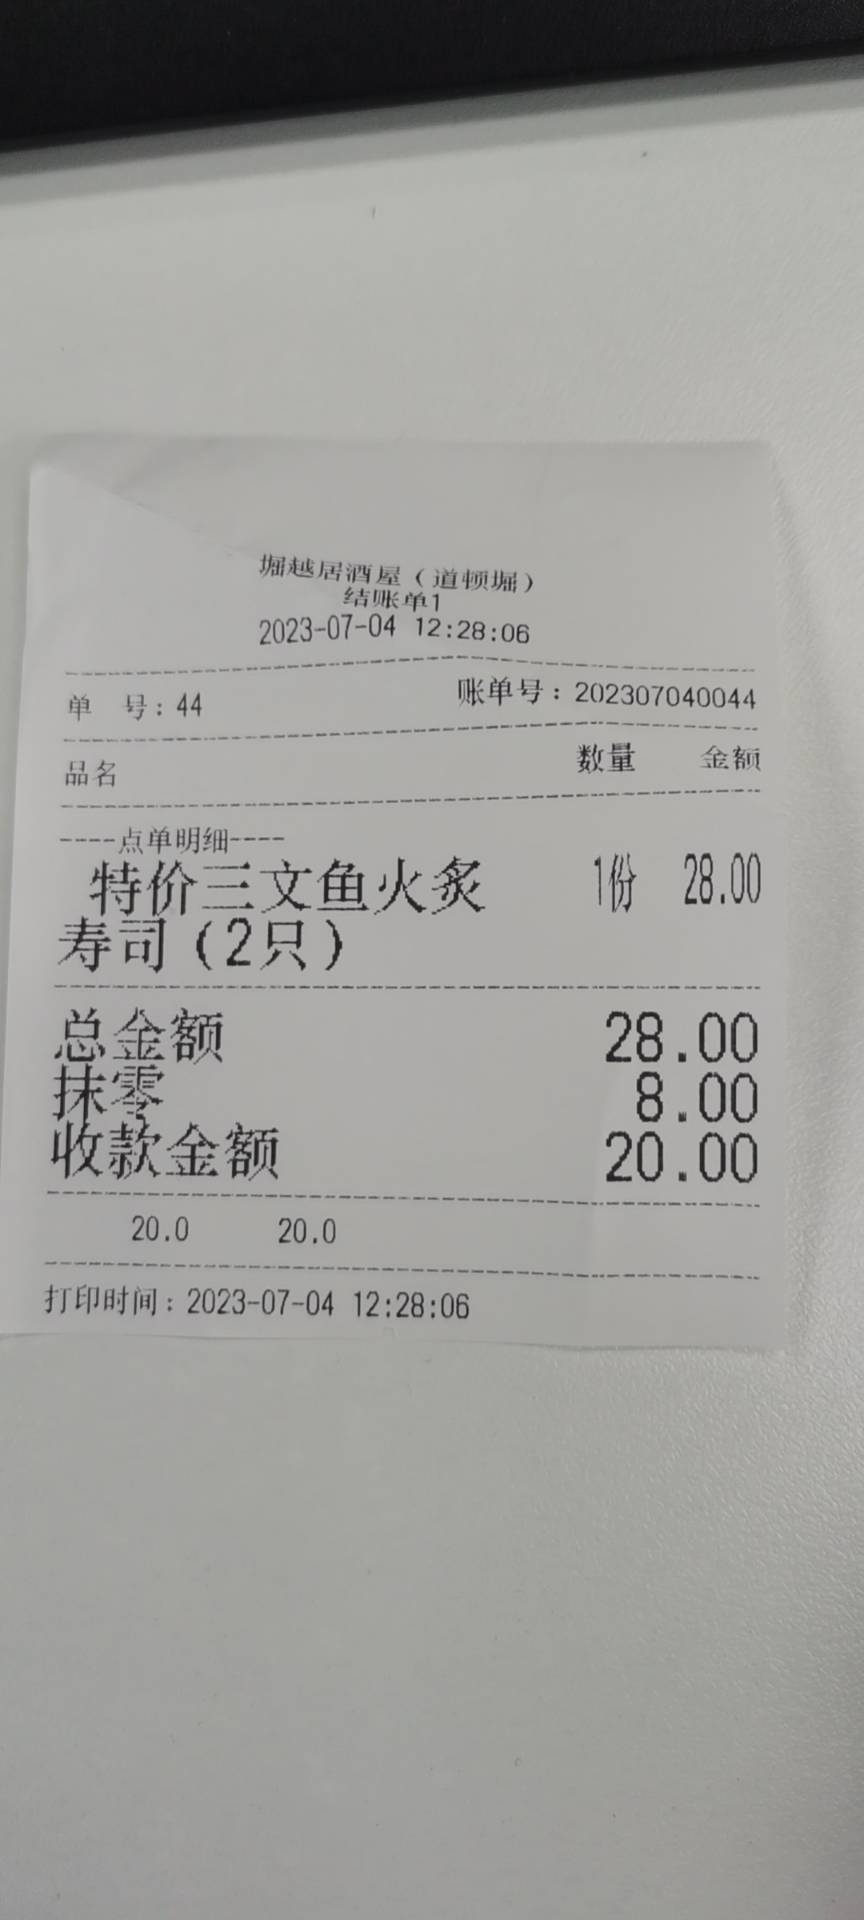 堀越居酒屋（道顿堀）
结账单1
2023-07-04 12:28:06
单 号：44 账单号：202307040044
品名 数量 金额
----点单明细----
特价三文鱼火炙 1份 28.00
寿司（2只）
总金额 28.00
抹零 8.00
收款金额 20.00
20.0 20.0
打印时间：2023-07-04 12:28:06